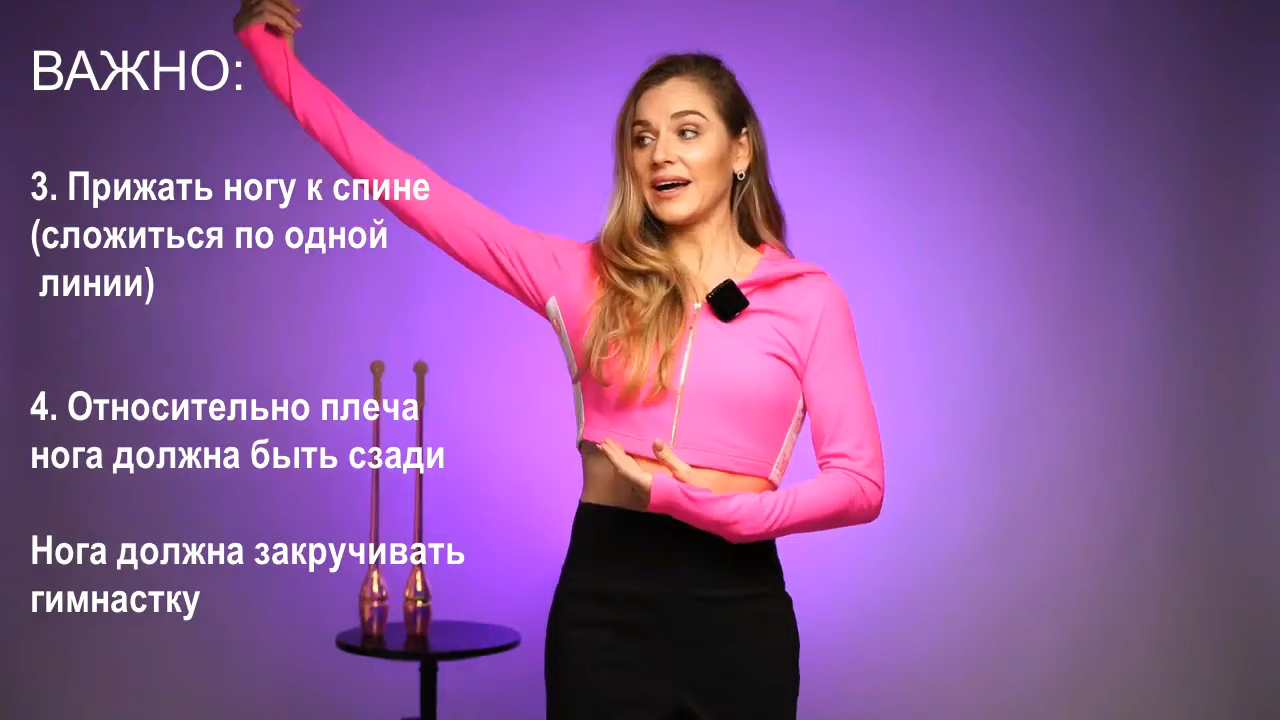 ВАЖНО:
3. Прижать ногу к спине
(сложиться по одной
линии)
4. Относительно плеча
нога должна быть сзади
Нога должна закручивать
гимнастку